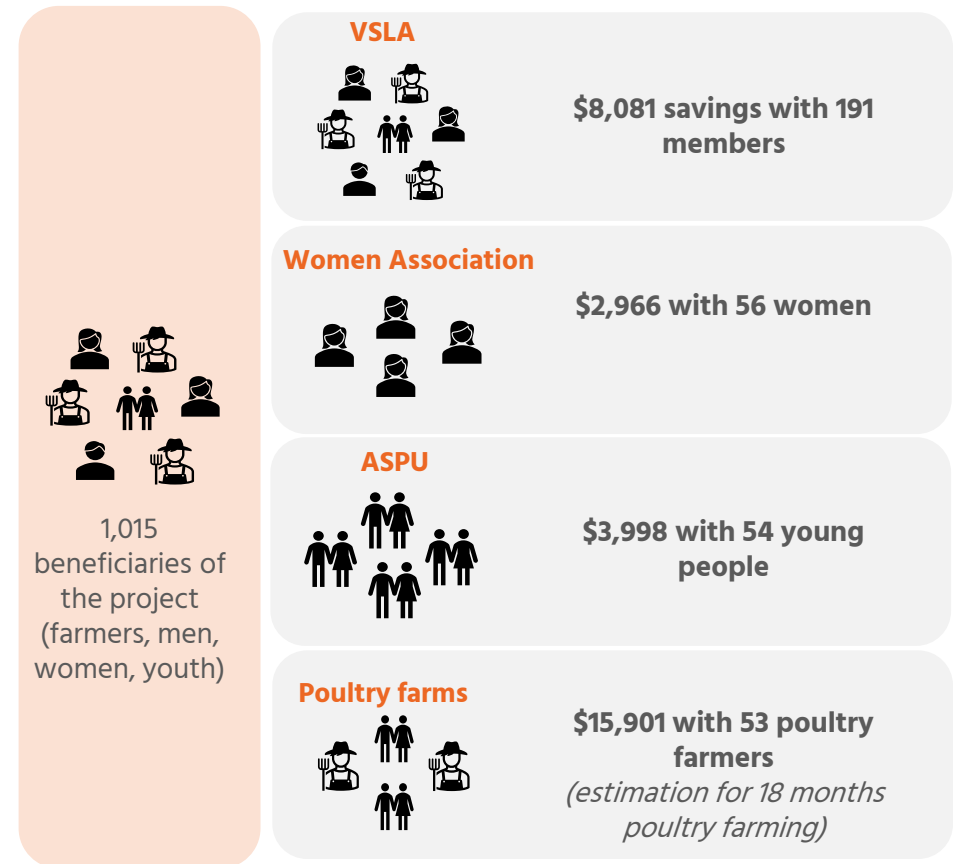 1,015
beneficiaries of
the project
(farmers, men,
women, youth)
VSLA
$8,081 savings with 191
members
Women Association
$2,966 with 56 women
ASPU
$3,998 with 54 young
people
Poultry farms
$15,901 with 53 poultry
farmers
(estimation for 18 months
poultry farming)